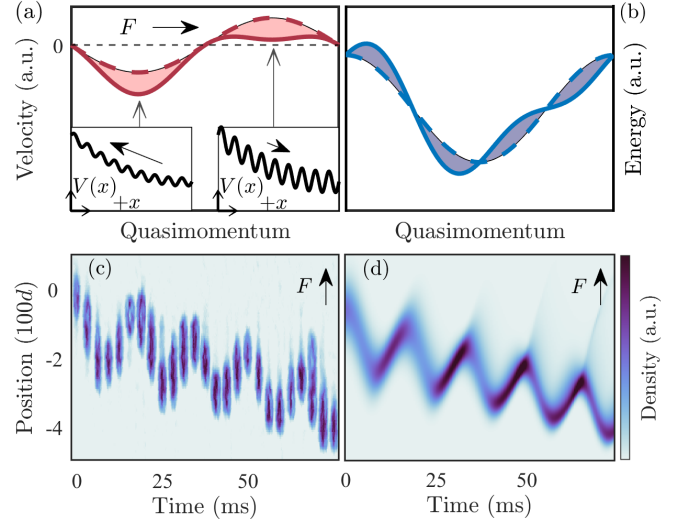 (a)
F
(b)
0
Velocity (a.u.)
Energy (a.u.)
V(x)
+x
V(x)
+x
Quasimomentum
Quasimomentum
(c)
F
(d)
F
0
-2
-4
Position (100d)
Density (a.u.)
0
25
50
0
25
50
Time (ms)
Time (ms)